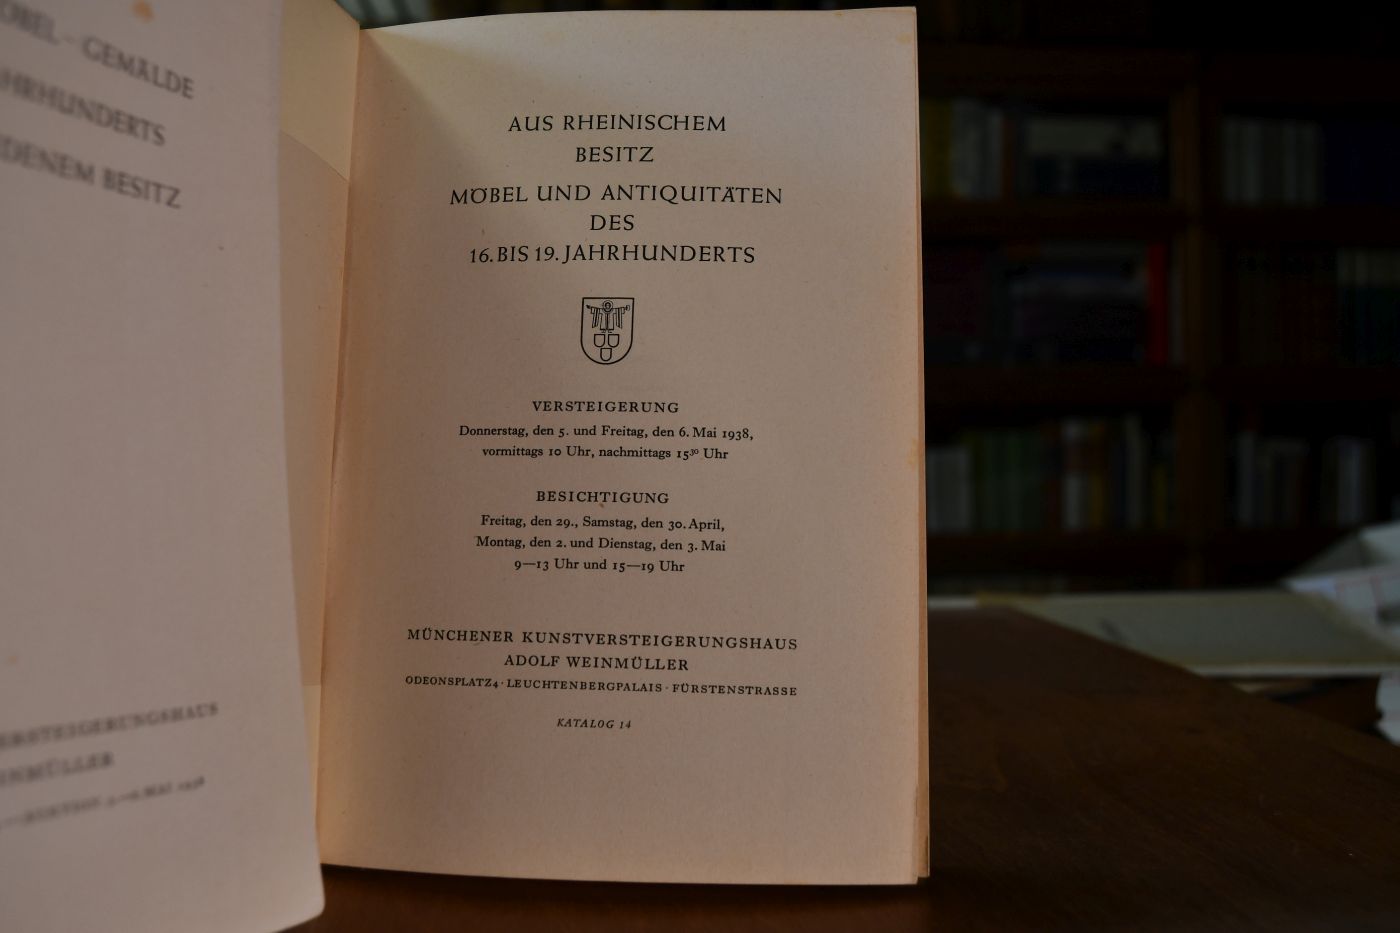 GEMÄLDE
JAHRHUNDERTS
BESITZ
AUS RHEINISCHEM
BESITZ
MÖBEL UND ANTIQUITÄTEN
DES
16. BIS 19. JAHRHUNDERTS
VERSTEIGERUNG
Donnerstag, den 5. und Freitag, den 6. Mai 1938,
vormittags 10 Uhr, nachmittags 15³⁰ Uhr
BESICHTIGUNG
Freitag, den 29., Samstag, den 30. April,
Montag, den 2. und Dienstag, den 3. Mai
9—13 Uhr und 15—19 Uhr
MÜNCHENER KUNSTVERSTEIGERUNGSHAUS
ADOLF WEINMÜLLER
ODEONSPLATZ 4 · LEUCHTENBERGPALAIS · FÜRSTENSTRASSE
KATALOG 14